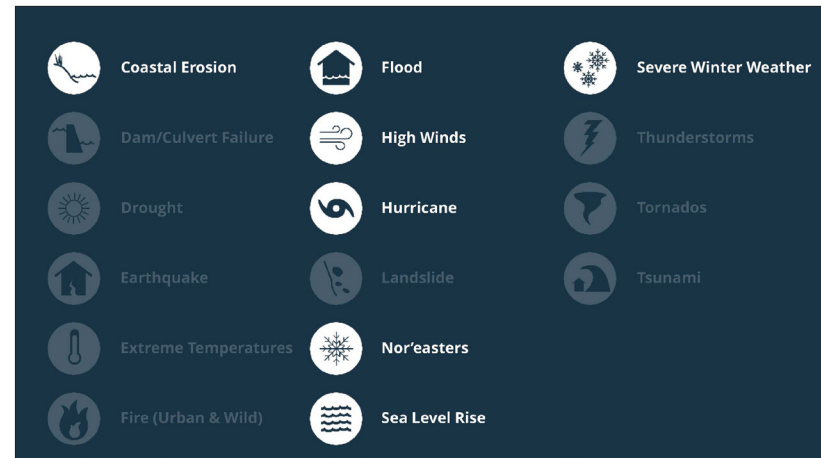 Coastal Erosion
Dam/Culvert Failure
Drought
Earthquake
Extreme Temperatures
Fire (Urban & Wild)
Flood
High Winds
Hurricane
Landslide
Nor’easters
Sea Level Rise
Severe Winter Weather
Thunderstorms
Tornados
Tsunami